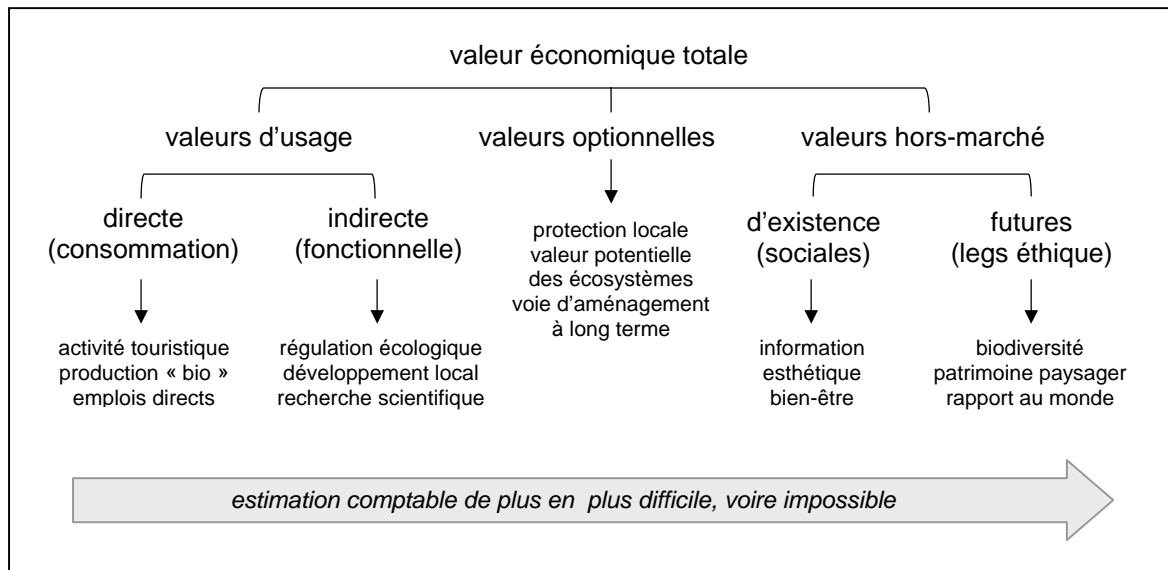 valeur économique totale
valeurs d'usage
valeurs optionnelles
valeurs hors-marché
directe
(consommation)
indirecte
(fonctionnelle)
protection locale
valeur potentielle
des écosystèmes
voie d'aménagement
à long terme
d'existence
(sociales)
futures
(legs éthique)
activité touristique
production « bio »
emplois directs
régulation écologique
développement local
recherche scientifique
information
esthétique
bien-être
biodiversité
patrimoine paysager
rapport au monde
estimation comptable de plus en plus difficile, voire impossible